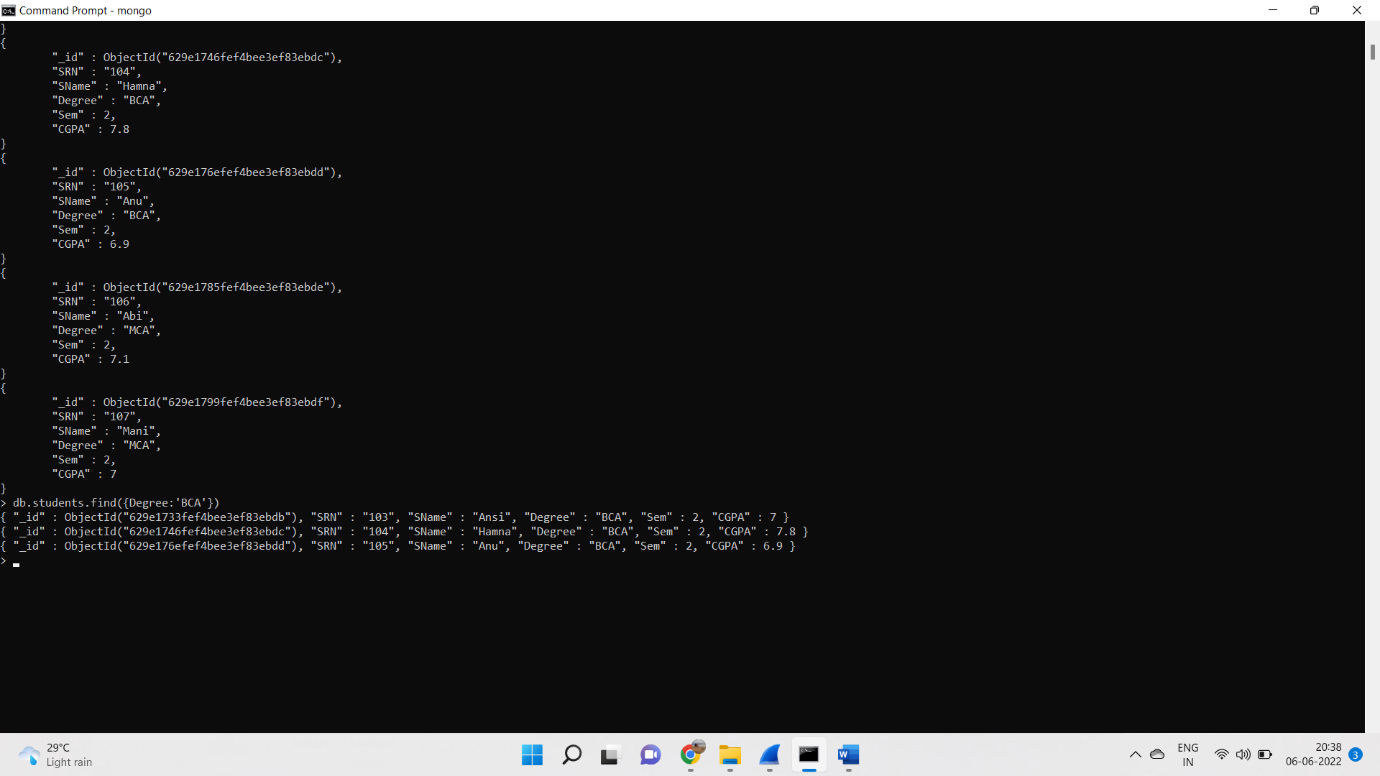 Command Prompt - mongo
}
{
"_id" : ObjectId("629e1746fef4bee3ef83ebdc"),
"SRN" : "104",
"SName" : "Hamna",
"Degree" : "BCA",
"Sem" : 2,
"CGPA" : 7.8
}
{
"_id" : ObjectId("629e176efef4bee3ef83ebdd"),
"SRN" : "105",
"SName" : "Anu",
"Degree" : "BCA",
"Sem" : 2,
"CGPA" : 6.9
}
{
"_id" : ObjectId("629e1785fef4bee3ef83ebde"),
"SRN" : "106",
"SName" : "Abi",
"Degree" : "MCA",
"Sem" : 2,
"CGPA" : 7.1
}
{
"_id" : ObjectId("629e1799fef4bee3ef83ebdf"),
"SRN" : "107",
"SName" : "Mani",
"Degree" : "MCA",
"Sem" : 2,
"CGPA" : 7
}
> db.students.find({Degree:'BCA'})
{ "_id" : ObjectId("629e1733fef4bee3ef83ebdb"), "SRN" : "103", "SName" : "Ansi", "Degree" : "BCA", "Sem" : 2, "CGPA" : 7 }
{ "_id" : ObjectId("629e1746fef4bee3ef83ebdc"), "SRN" : "104", "SName" : "Hamna", "Degree" : "BCA", "Sem" : 2, "CGPA" : 7.8 }
{ "_id" : ObjectId("629e176efef4bee3ef83ebdd"), "SRN" : "105", "SName" : "Anu", "Degree" : "BCA", "Sem" : 2, "CGPA" : 6.9 }
>
29°C
Light rain
ENG
IN
20:38
06-06-2022
3